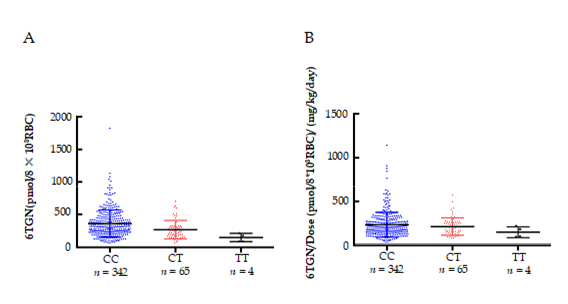 A
6TGN(pmol/8 × 10⁸RBC)
2000
1500
1000
500
0
CC
CT
TT
n = 342
n = 65
n = 4
B
6TGN/Dose (pmol/8*10⁸RBC)/ (mg/kg/day)
1500
1000
500
0
CC
CT
TT
n = 342
n = 65
n = 4